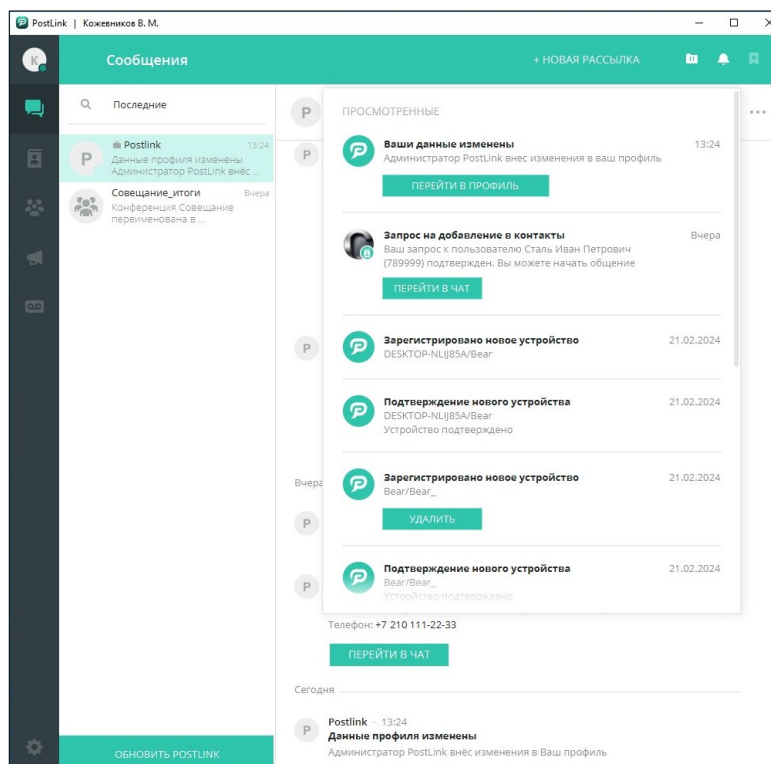 PostLink | Кожевников В. М.
К
Сообщения
+ НОВАЯ РАССЫЛКА
Последние
P
Postlink 13:24
Данные профиля изменены
Администратор PostLink внёс ...
Совещание_итоги Вчера
Конференция Совещание
переименована в ...
ОБНОВИТЬ POSTLINK
P
P
P
Вчера
P
P
ПРОСМОТРЕННЫЕ
Ваши данные изменены 13:24
Администратор PostLink внес изменения в ваш профиль
ПЕРЕЙТИ В ПРОФИЛЬ
Запрос на добавление в контакты Вчера
Ваш запрос к пользователю Сталь Иван Петрович
(789999) подтвержден. Вы можете начать общение
ПЕРЕЙТИ В ЧАТ
Зарегистрировано новое устройство 21.02.2024
DESKTOP-NLIJ85A/Bear
Подтверждение нового устройства 21.02.2024
DESKTOP-NLIJ85A/Bear
Устройство подтверждено
Зарегистрировано новое устройство 21.02.2024
Bear/Bear_
УДАЛИТЬ
Подтверждение нового устройства 21.02.2024
Bear/Bear_
Устройство подтверждено
Телефон: +7 210 111-22-33
ПЕРЕЙТИ В ЧАТ
Сегодня
P
Postlink · 13:24
Данные профиля изменены
Администратор PostLink внёс изменения в Ваш профиль